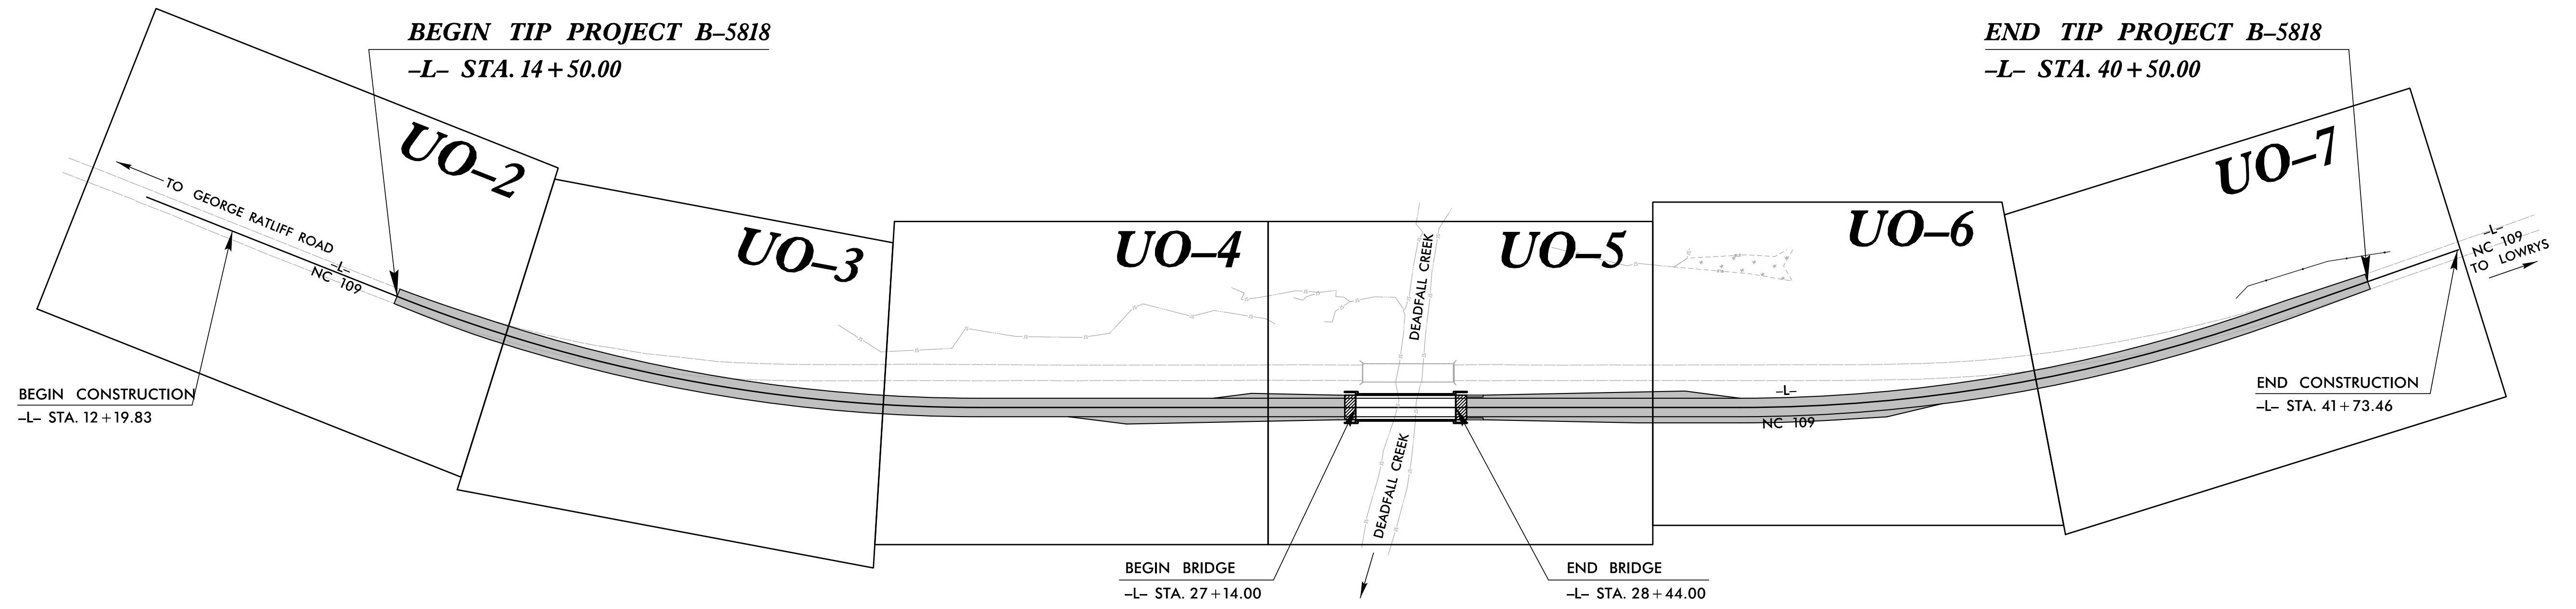 BEGIN TIP PROJECT B–5818
–L– STA. 14+50.00
END TIP PROJECT B–5818
–L– STA. 40+50.00
UO–2
UO–3
UO–4
UO–5
UO–6
UO–7
TO GEORGE RATLIFF ROAD
–L–
NC 109
DEADFALL CREEK
–L–
NC 109
TO LOWRYS
BEGIN CONSTRUCTION
–L– STA. 12+19.83
–L–
NC 109
END CONSTRUCTION
–L– STA. 41+73.46
DEADFALL CREEK
BEGIN BRIDGE
–L– STA. 27+14.00
END BRIDGE
–L– STA. 28+44.00